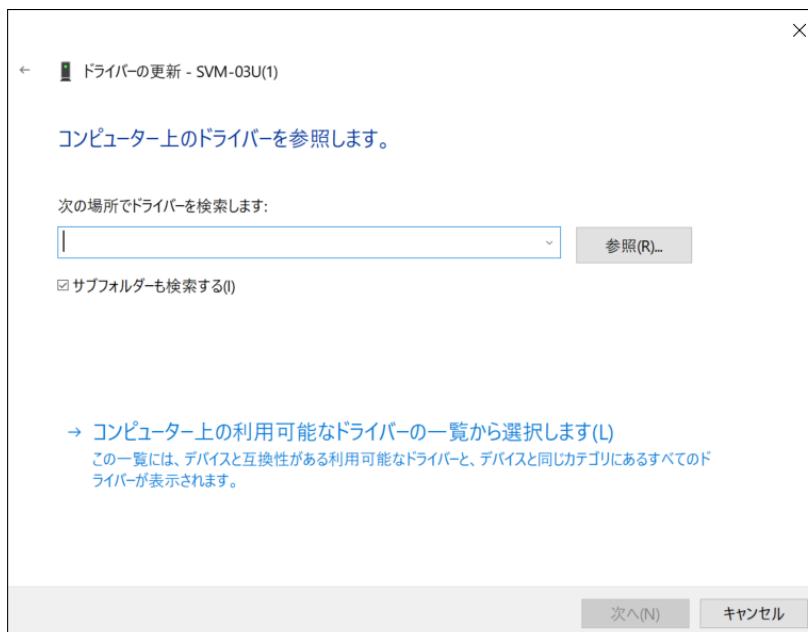 ドライバーの更新 - SVM-03U(1)
コンピューター上のドライバーを参照します。
次の場所でドライバーを検索します:
参照(R)...
サブフォルダーも検索する(I)
コンピューター上の利用可能なドライバーの一覧から選択します(L)
この一覧には、デバイスと互換性がある利用可能なドライバーと、デバイスと同じカテゴリにあるすべてのド
ライバーが表示されます。
次へ(N)
キャンセル